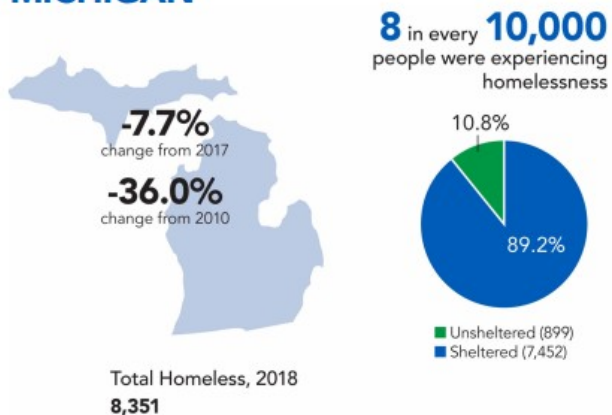 MICHIGAN
8 in every 10,000
people were experiencing
homelessness
-7.7%
change from 2017
-36.0%
change from 2010
10.8%
89.2%
Unsheltered (899)
Sheltered (7,452)
Total Homeless, 2018
8,351